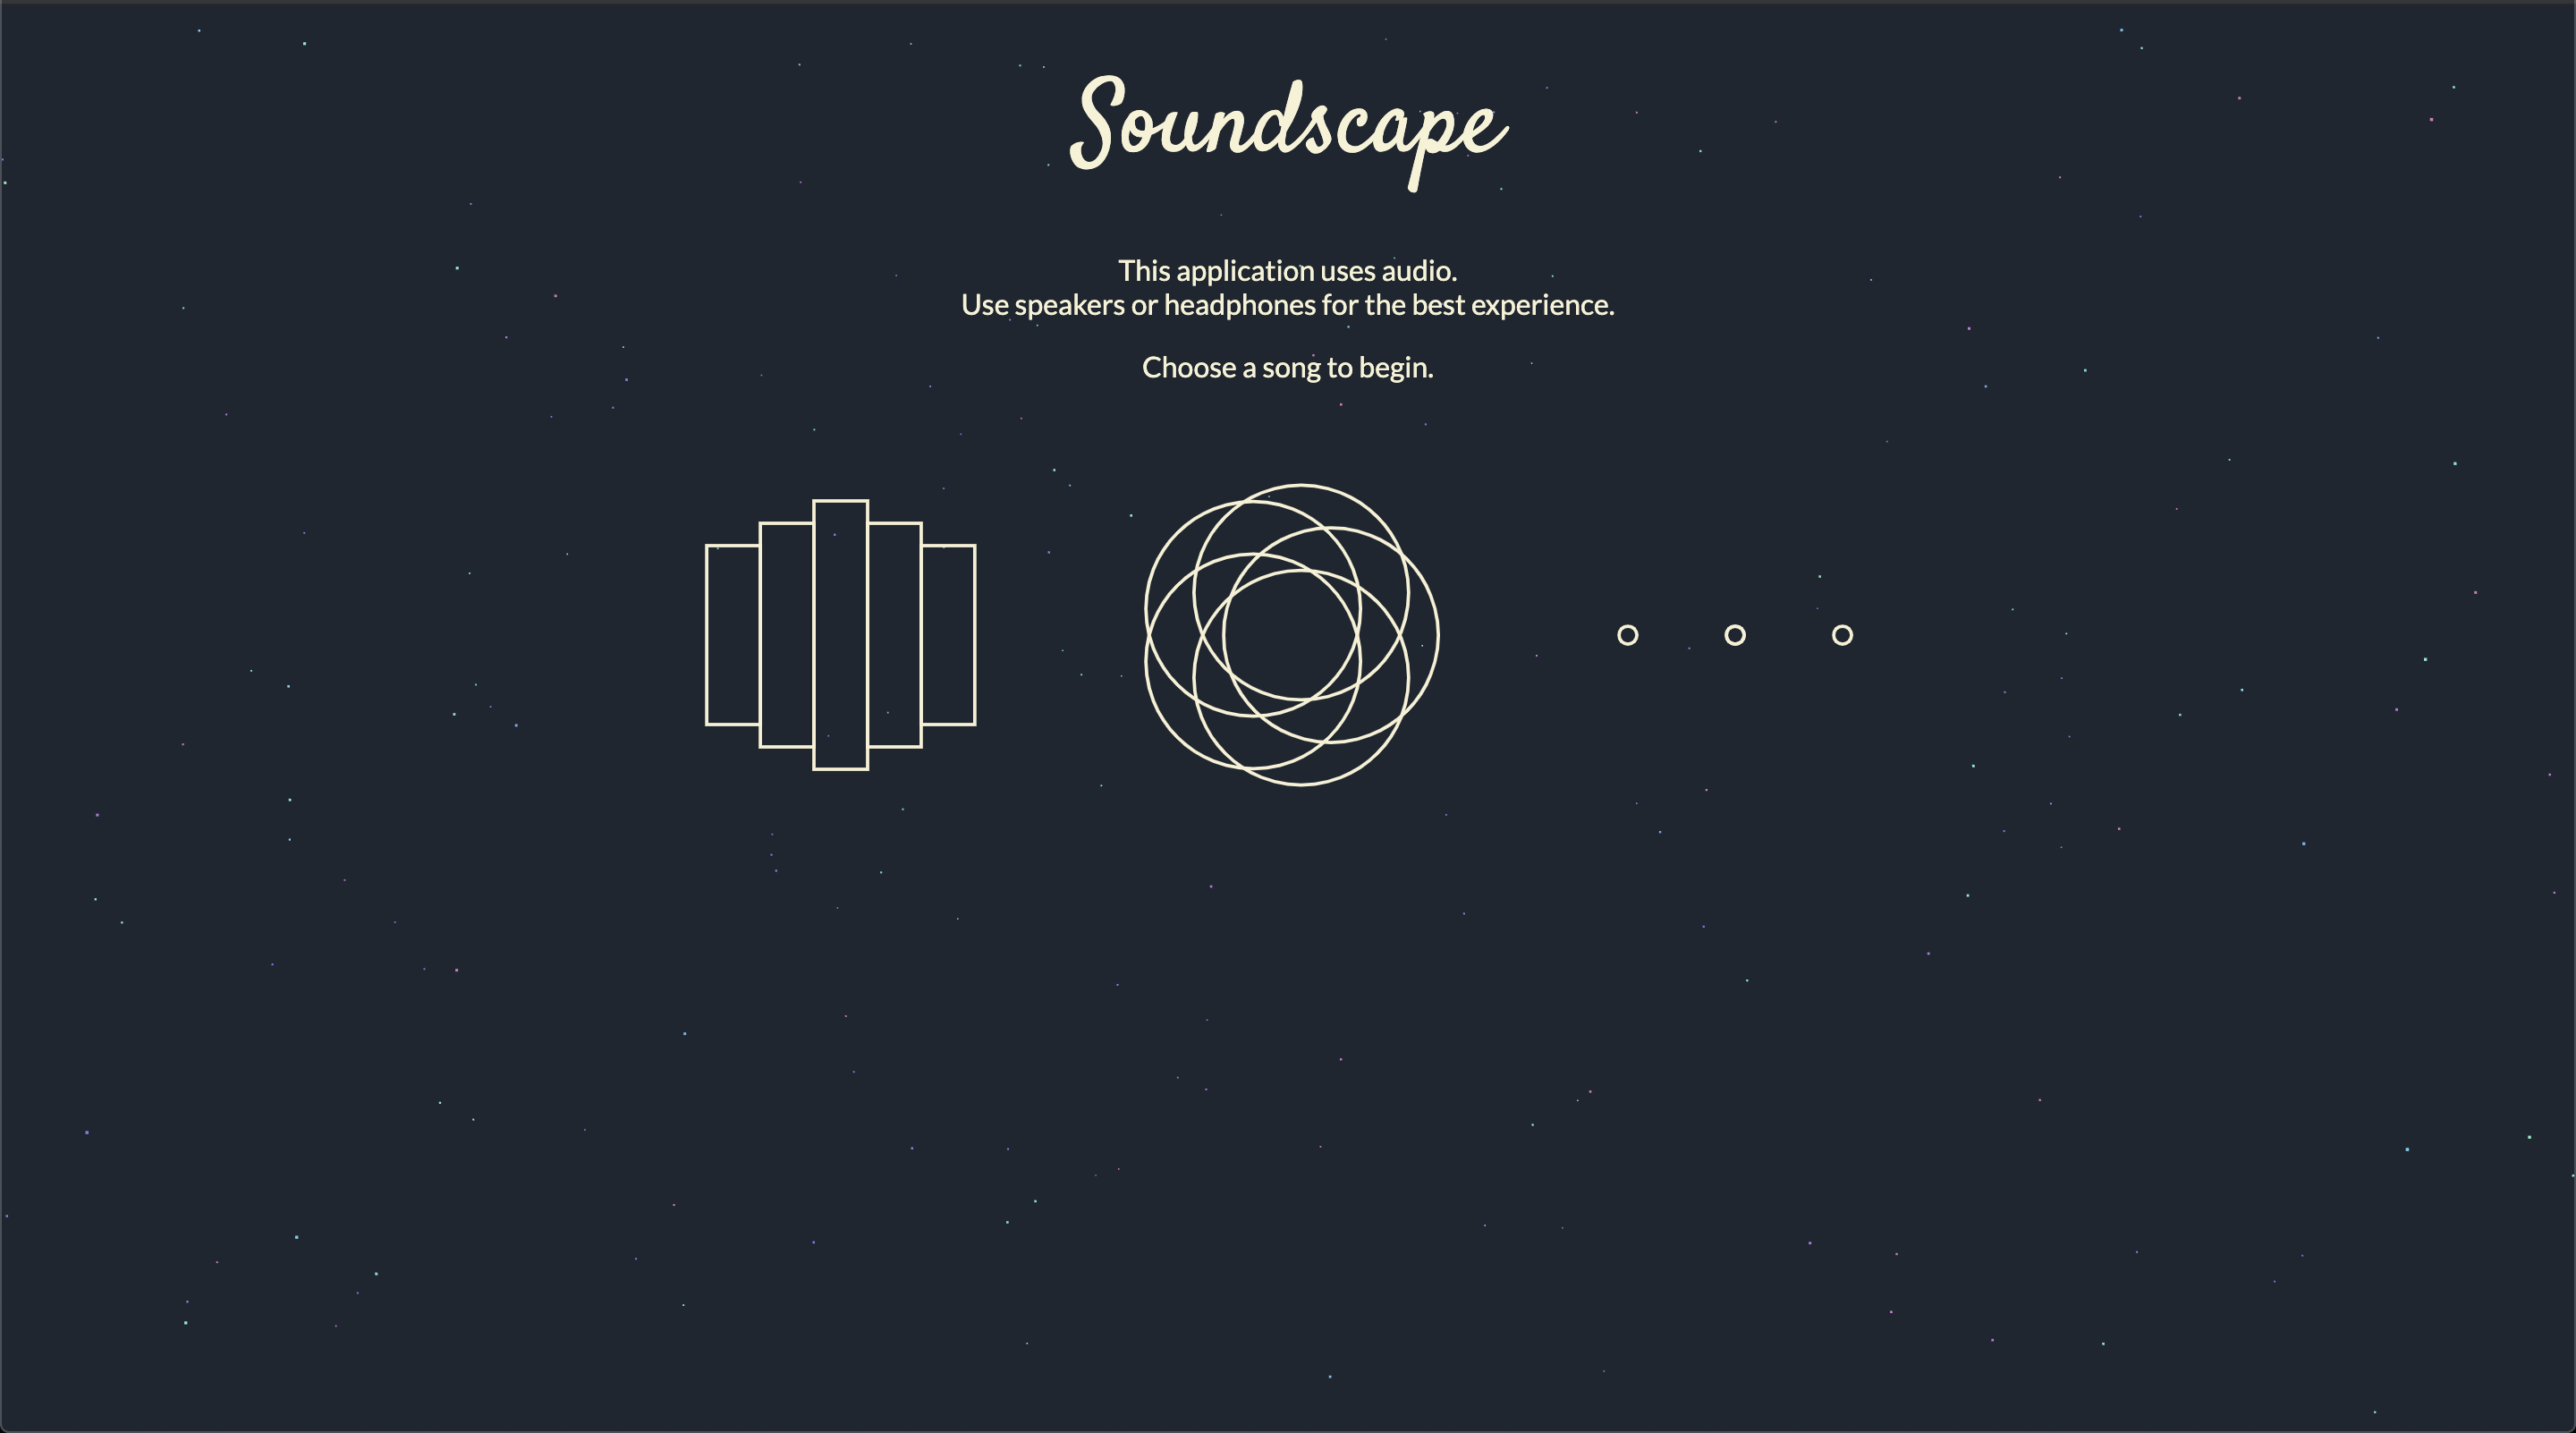 Soundscape
This application uses audio.
Use speakers or headphones for the best experience.
Choose a song to begin.